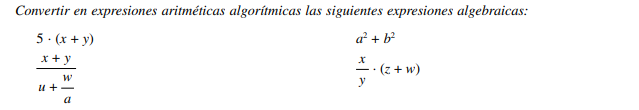 Convertir en expresiones aritméticas algorítmicas las siguientes expresiones algebraicas:
5 · (x + y)
x + y
u + w
a
a² + b²
x
y · (z + w)